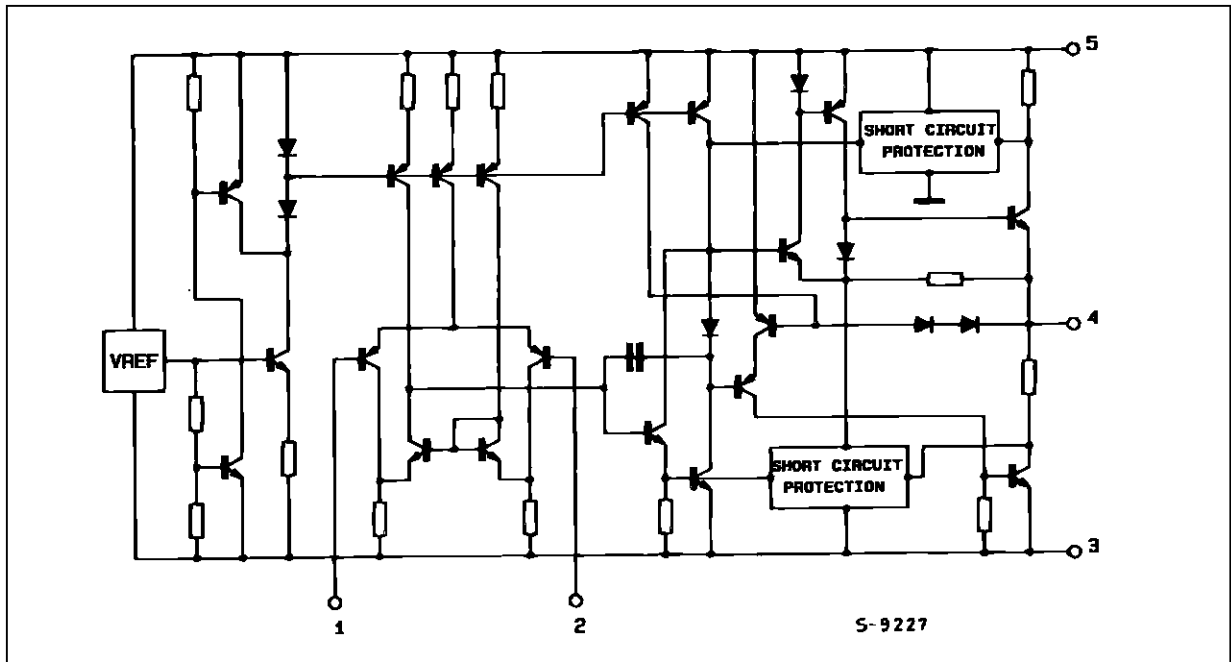 5
SHORT CIRCUIT
PROTECTION
4
VREF
SHORT CIRCUIT
PROTECTION
3
1
2
S-9227